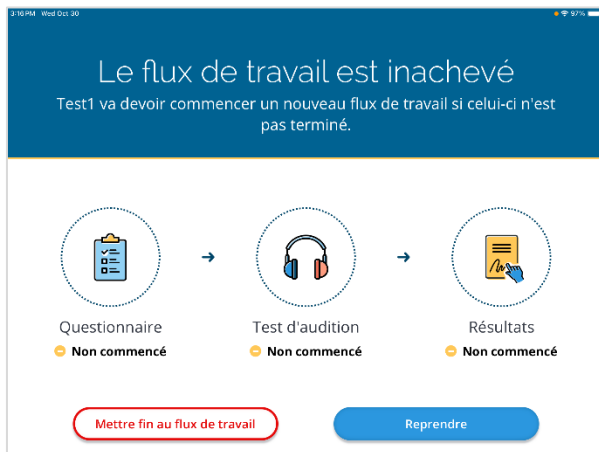 3:16 PM Wed Oct 30
97%
Le flux de travail est inachevé
Test1 va devoir commencer un nouveau flux de travail si celui-ci n'est
pas terminé.
Questionnaire
Test d'audition
Résultats
Non commencé
Non commencé
Non commencé
Mettre fin au flux de travail
Reprendre